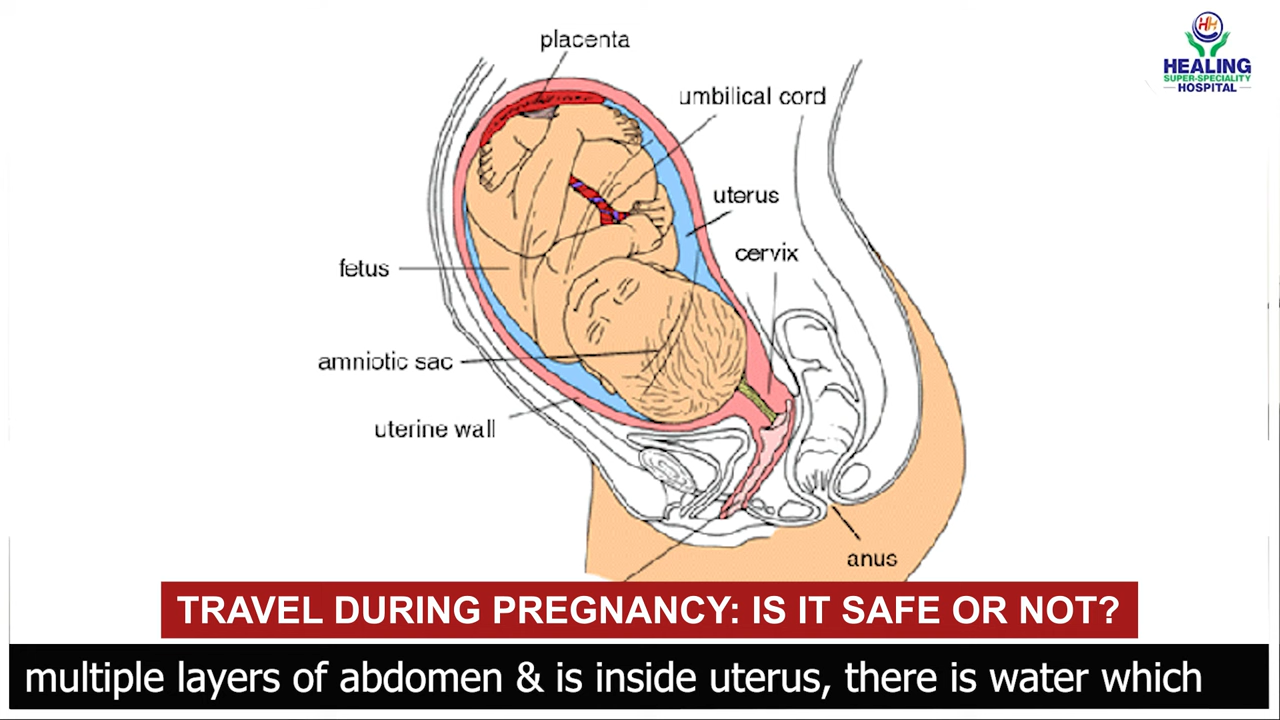 placenta
HM
HEALING
SUPER-SPECIALITY
HOSPITAL
umbilical cord
uterus
cervix
fetus
amniotic sac
uterine wall
anus
TRAVEL DURING PREGNANCY: IS IT SAFE OR NOT?
multiple layers of abdomen & is inside uterus, there is water which